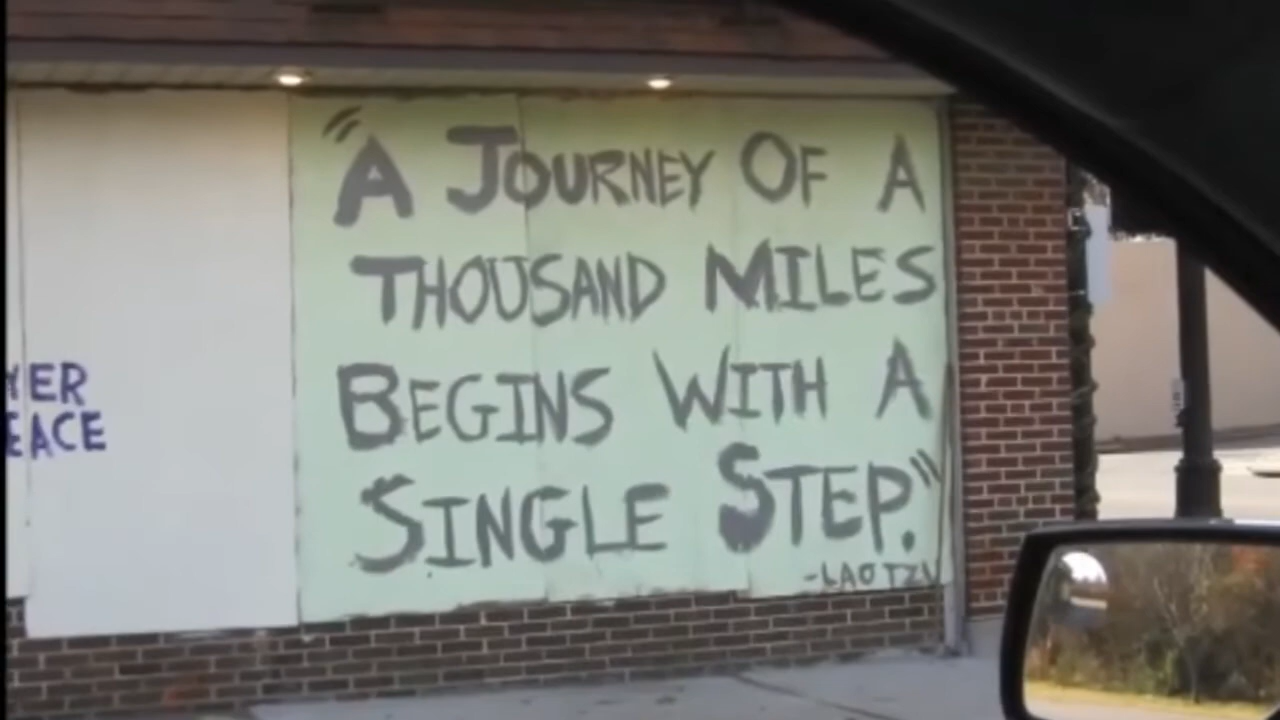 "A JOURNEY OF A
THOUSAND MILES
BEGINS WITH A
SINGLE STEP."
-LAO TZU